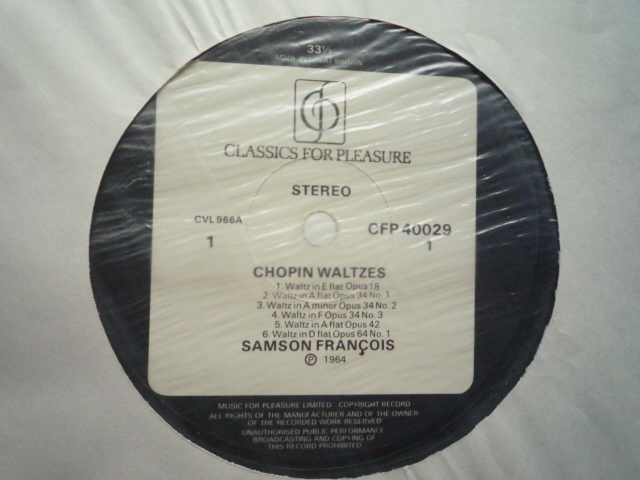 33⅓
MADE IN GREAT BRITAIN
CLASSICS FOR PLEASURE
STEREO
CVL 966A
1
CFP 40029
1
CHOPIN WALTZES
1. Waltz in E flat Opus 18
2. Waltz in A flat Opus 34 No. 1
3. Waltz in A minor Opus 34 No. 2
4. Waltz in F Opus 34 No. 3
5. Waltz in A flat Opus 42
6. Waltz in D flat Opus 64 No. 1
SAMSON FRANÇOIS
Ⓟ 1964
MUSIC FOR PLEASURE LIMITED COPYRIGHT RECORD
ALL RIGHTS OF THE MANUFACTURER AND OF THE OWNER
OF THE RECORDED WORK RESERVED
UNAUTHORISED PUBLIC PERFORMANCE
BROADCASTING AND COPYING OF
THIS RECORD PROHIBITED